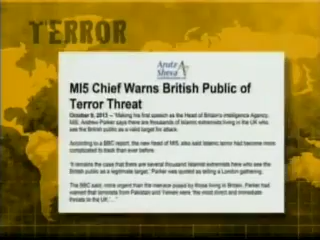 TERROR
Arutz
Sheva
MI5 Chief Warns British Public of
Terror Threat
October 9, 2013 -- "Making his first speech as the Head of Britain's Intelligence Agency,
MI5, Andrew Parker says there are thousands of Islamic extremists living in the UK who
see the British public as a valid target for attack.
According to a BBC report, the new head of MI5, also said Islamic terror had become more
complicated to track than ever before.
"It remains the case that there are several thousand Islamist extremists here who see the
British public as a legitimate target," Parker was quoted as telling a London gathering.
The BBC said, more urgent than the menace posed by those living in Britain, Parker had
warned that terrorists from Pakistan and Yemen were "the most direct and immediate
threats in the UK ..."